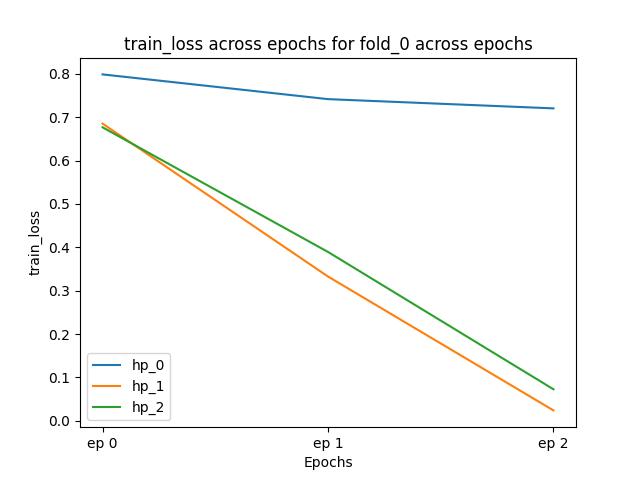 train_loss across epochs for fold_0 across epochs
0.8
0.7
0.6
0.5
0.4
0.3
0.2
0.1
0.0
train_loss
hp_0
hp_1
hp_2
ep 0
ep 1
ep 2
Epochs